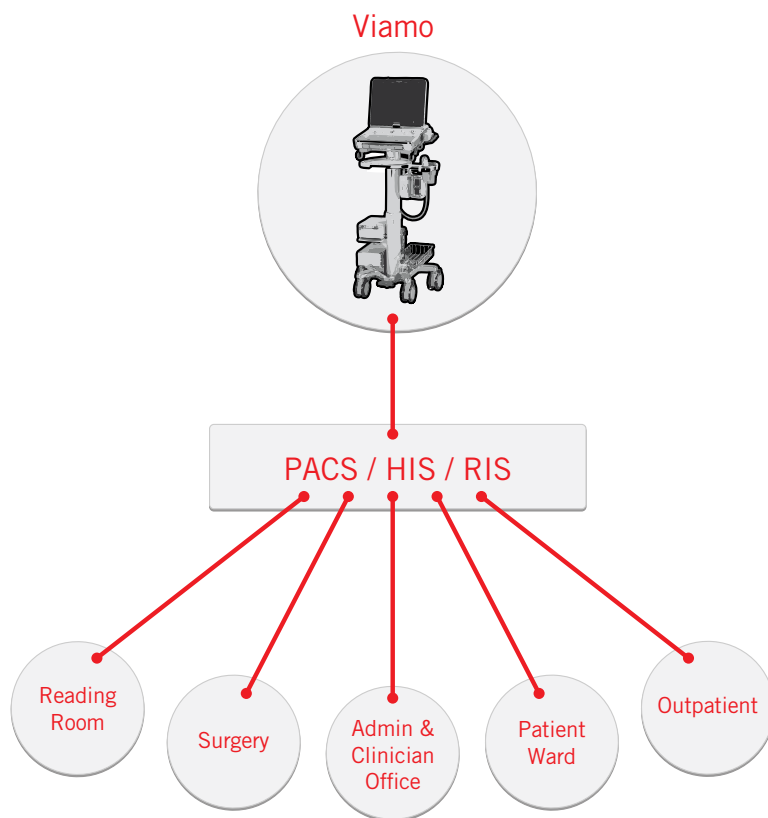 Viamo
PACS / HIS / RIS
Reading
Room
Surgery
Admin &
Clinician
Office
Patient
Ward
Outpatient